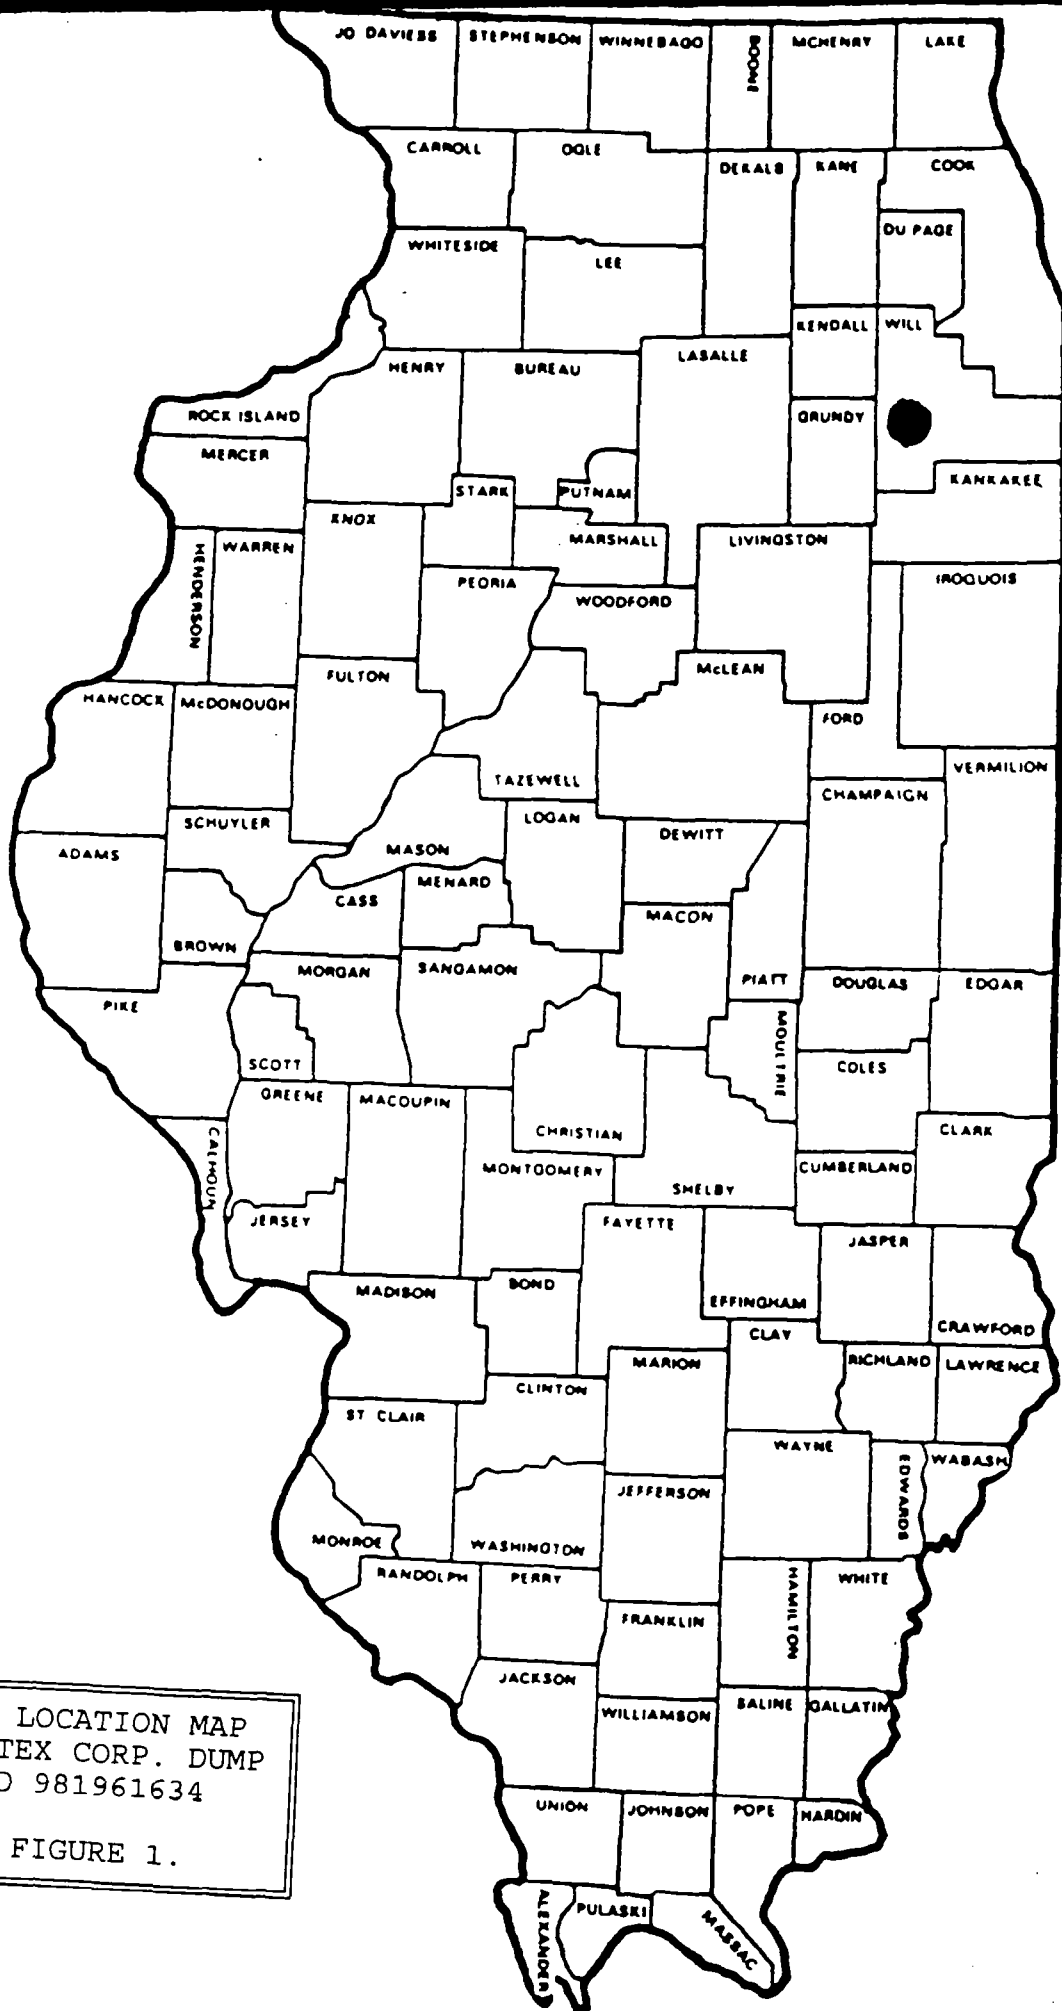 JO DAVIESS
STEPHENSON
WINNEBAGO
BOONE
MCHENRY
LAKE
CARROLL
OGLE
DEKALB
KANE
COOK
DU PAGE
WHITESIDE
LEE
KENDALL
WILL
HENRY
BUREAU
LASALLE
ROCK ISLAND
GRUNDY
MERCER
KANKAKEE
STARK
PUTNAM
KNOX
MARSHALL
LIVINGSTON
HENDERSON
WARREN
PEORIA
WOODFORD
IROQUOIS
FULTON
McLEAN
HANCOCK
McDONOUGH
FORD
TAZEWELL
VERMILION
CHAMPAIGN
SCHUYLER
LOGAN
DEWITT
ADAMS
MASON
MENARD
CASS
MACON
BROWN
MORGAN
SANGAMON
PIATT
DOUGLAS
EDGAR
PIKE
MOULTRIE
SCOTT
COLES
GREENE
MACOUPIN
CHRISTIAN
CLARK
CALHOUN
MONTGOMERY
CUMBERLAND
SHELBY
JERSEY
FAYETTE
JASPER
MADISON
BOND
EFFINGHAM
CRAWFORD
CLAY
MARION
RICHLAND
LAWRENCE
CLINTON
ST CLAIR
WAYNE
EDWARDS
WABASH
JEFFERSON
MONROE
WASHINGTON
RANDOLPH
PERRY
HAMILTON
WHITE
FRANKLIN
JACKSON
WILLIAMSON
SALINE
GALLATIN
UNION
JOHNSON
POPE
HARDIN
ALEXANDER
PULASKI
MASSAC
LOCATION MAP
TEX CORP. DUMP
D 981961634
FIGURE 1.